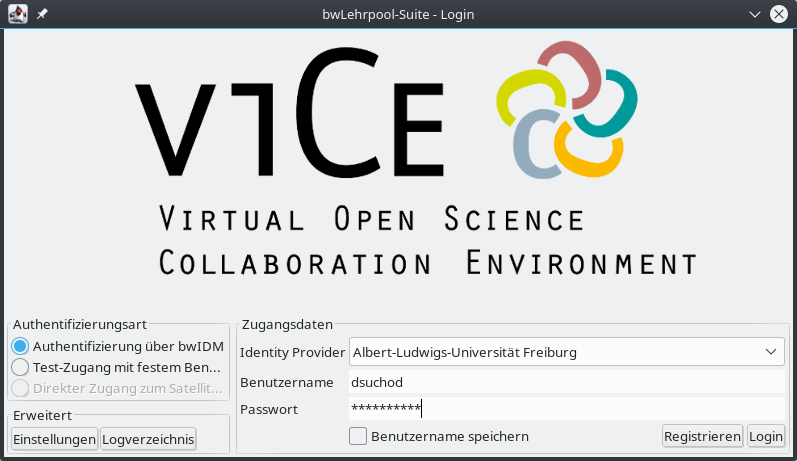 bwLehrpool-Suite - Login
V1CE
VIRTUAL OPEN SCIENCE
COLLABORATION ENVIRONMENT
Authentifizierungsart
Authentifizierung über bwIDM
Test-Zugang mit festem Ben...
Direkter Zugang zum Satellit...
Erweitert
Einstellungen
Logverzeichnis
Zugangsdaten
Identity Provider
Albert-Ludwigs-Universität Freiburg
Benutzername
dsuchod
Passwort
**********
Benutzername speichern
Registrieren
Login